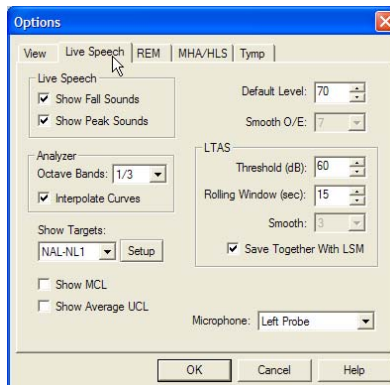 Options
View Live Speech REM MHA/HLS Tymp
Live Speech
Show Fall Sounds
Show Peak Sounds
Default Level: 70
Smooth O/E: 7
Analyzer
Octave Bands: 1/3
Interpolate Curves
LTAS
Threshold (dB): 60
Rolling Window (sec): 15
Smooth: 3
Save Together With LSM
Show Targets:
NAL-NL1 Setup
Show MCL
Show Average UCL
Microphone: Left Probe
OK Cancel Help